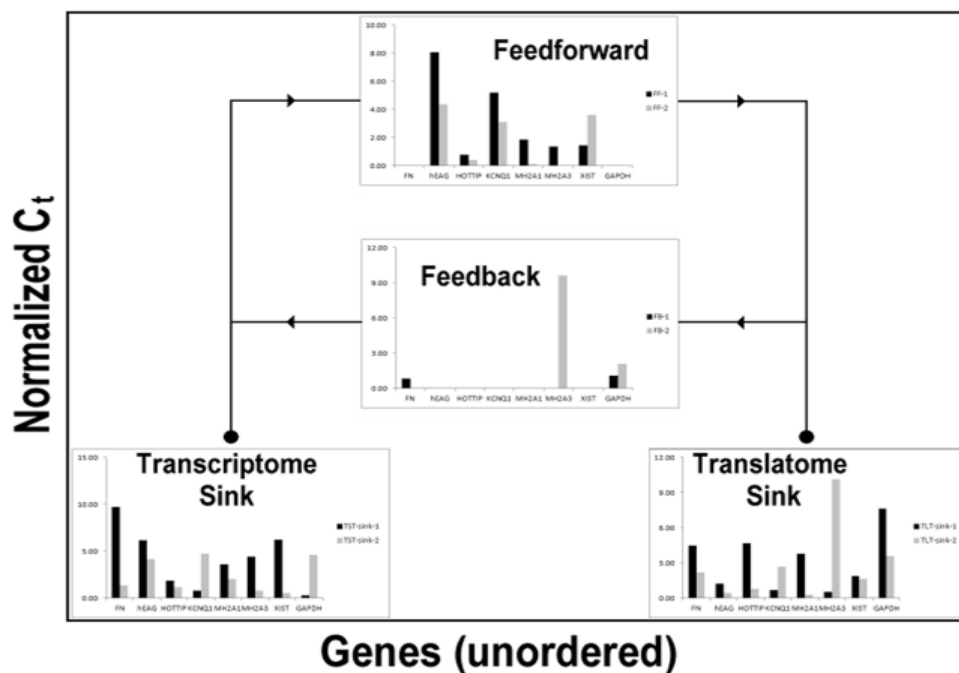 Normalized Ct
Genes (unordered)
Feedforward
10.00
8.00
6.00
4.00
2.00
0.00
FN hEAG HOTTIP KCNQ1 MH2A1 MH2A3 XIST GAPDH
FF-1
FF-2
Feedback
12.00
9.00
6.00
3.00
0.00
FN hEAG HOTTIP KCNQ1 MH2A1 MH2A3 XIST GAPDH
FB-1
FB-2
Transcriptome
Sink
15.00
10.00
5.00
0.00
FN hEAG HOTTIP KCNQ1 MH2A1 MH2A3 XIST GAPDH
TST-sink-1
TST-sink-2
Translatome
Sink
12.00
9.00
6.00
3.00
0.00
FN hEAG HOTTIP KCNQ1 MH2A1 MH2A3 XIST GAPDH
TLT-sink-1
TLT-sink-2